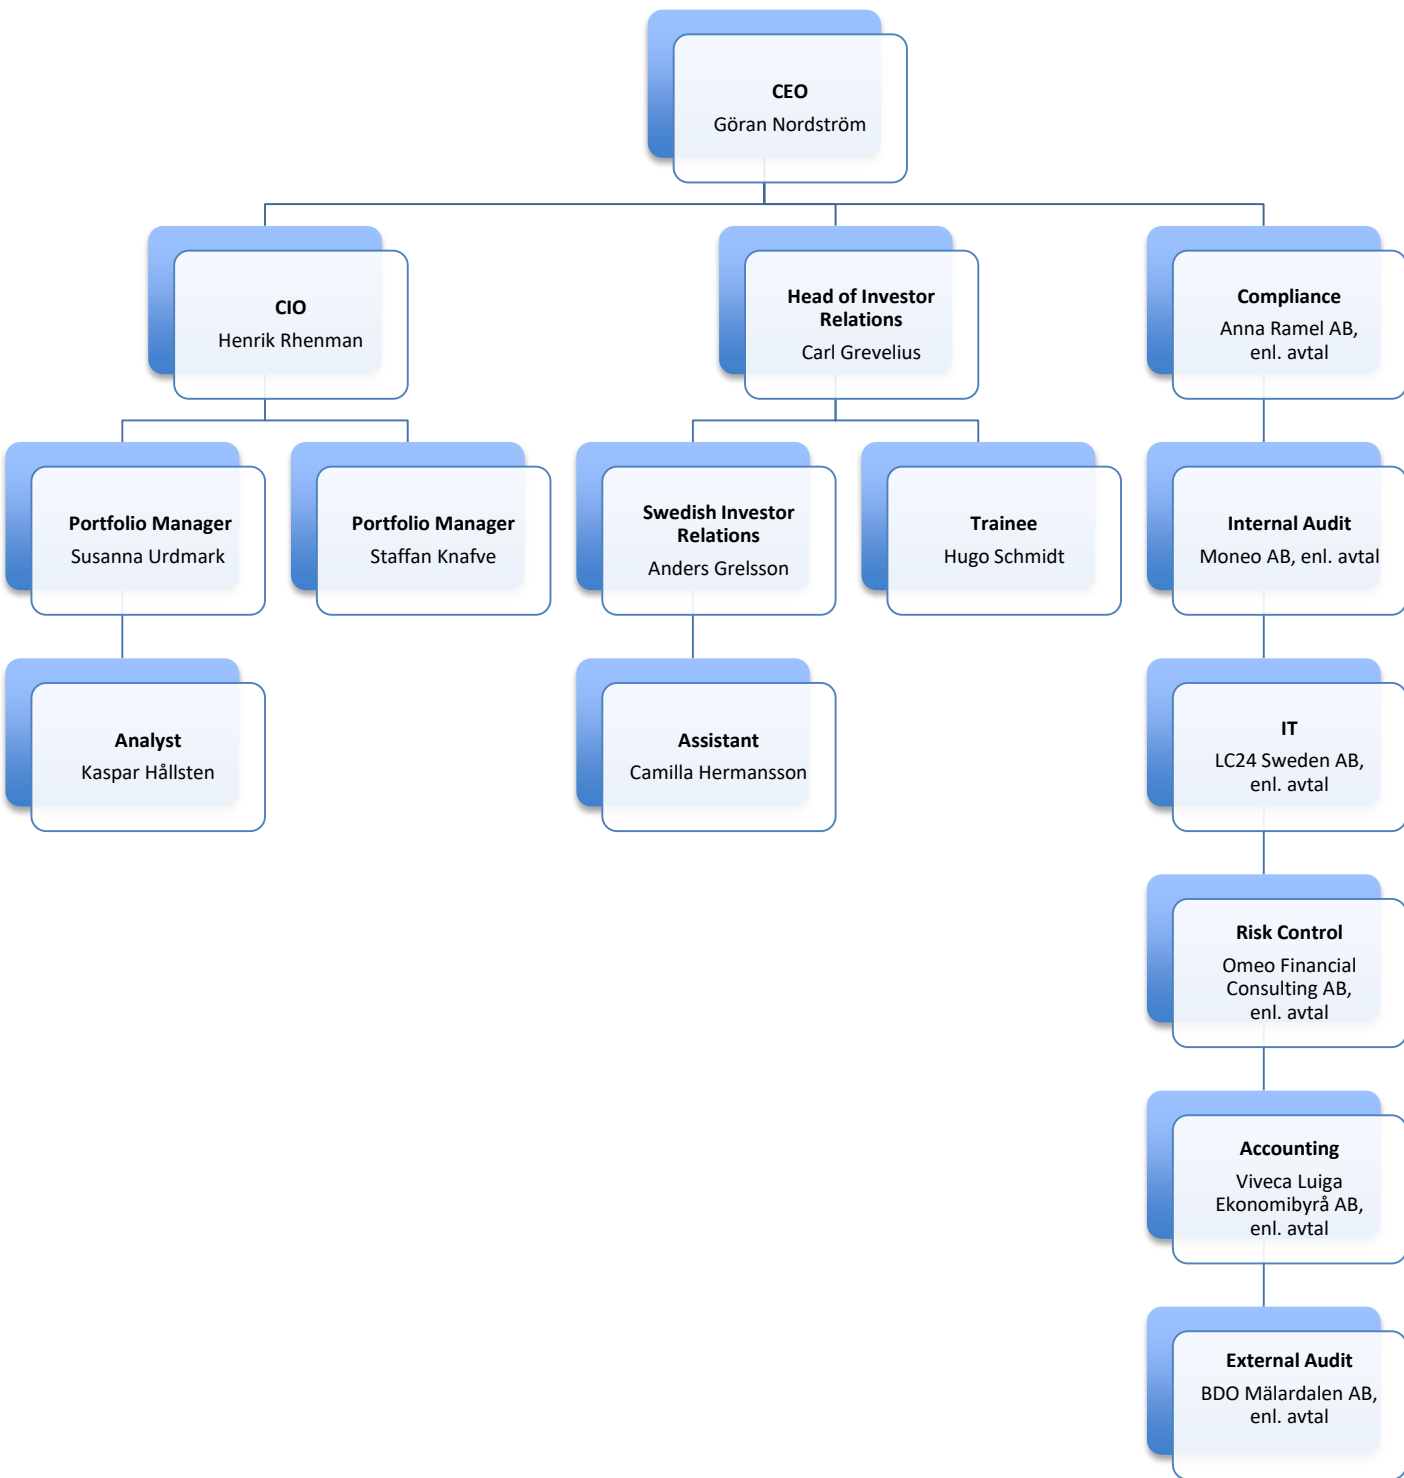 CEO
Göran Nordström
CIO
Henrik Rhenman
Head of Investor
Relations
Carl Grevelius
Compliance
Anna Ramel AB,
enl. avtal
Portfolio Manager
Susanna Urdmark
Portfolio Manager
Staffan Knafve
Swedish Investor
Relations
Anders Grelsson
Trainee
Hugo Schmidt
Internal Audit
Moneo AB, enl. avtal
Analyst
Kaspar Hållsten
Assistant
Camilla Hermansson
IT
LC24 Sweden AB,
enl. avtal
Risk Control
Omeo Financial
Consulting AB,
enl. avtal
Accounting
Viveca Luiga
Ekonomibyrå AB,
enl. avtal
External Audit
BDO Mälardalen AB,
enl. avtal